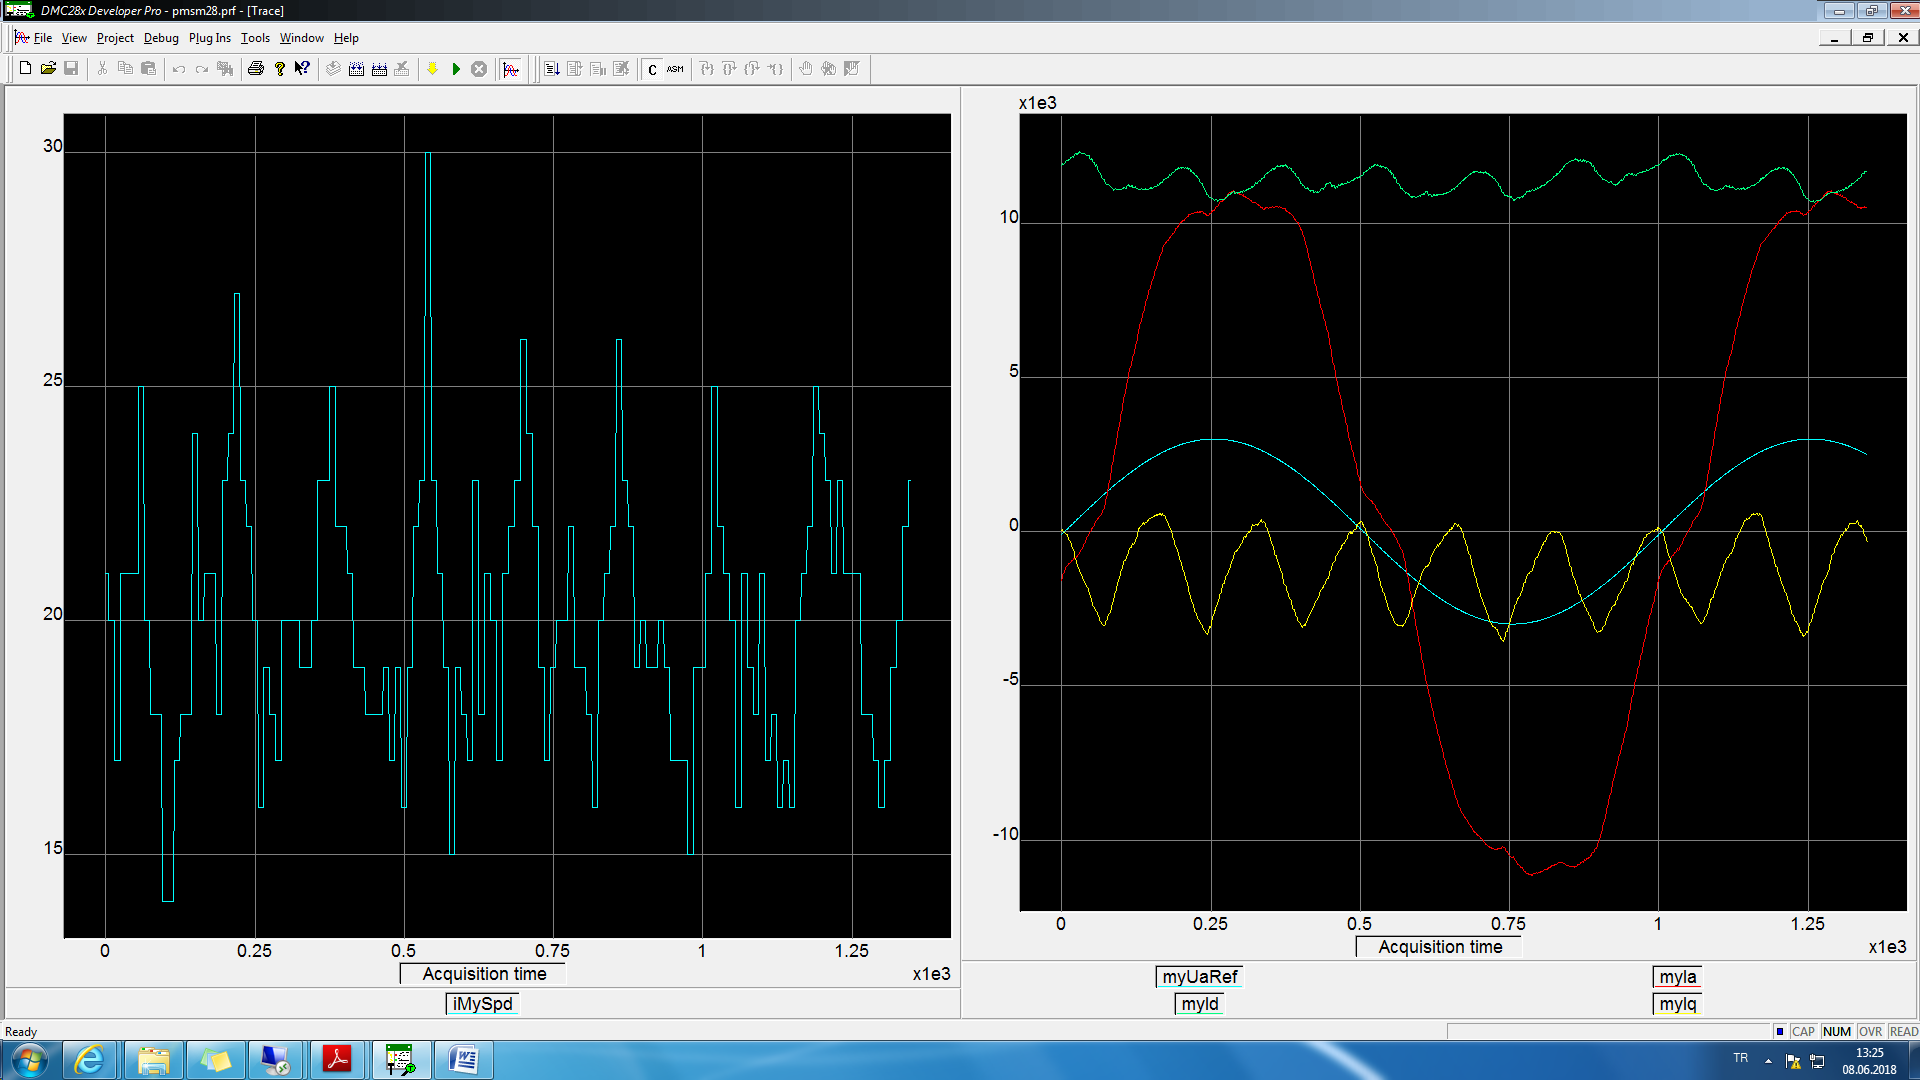 DMC28x Developer Pro - pmsm28.prf - [Trace]
File View Project Debug Plug Ins Tools Window Help
C ASM
30
25
20
15
0 0.25 0.5 0.75 1 1.25
Acquisition time x1e3
iMySpd
x1e3
10
5
0
-5
-10
0 0.25 0.5 0.75 1 1.25
Acquisition time x1e3
myUaRef myIa
myId myIq
Ready CAP NUM OVR READ
TR 13:25
08.06.2018